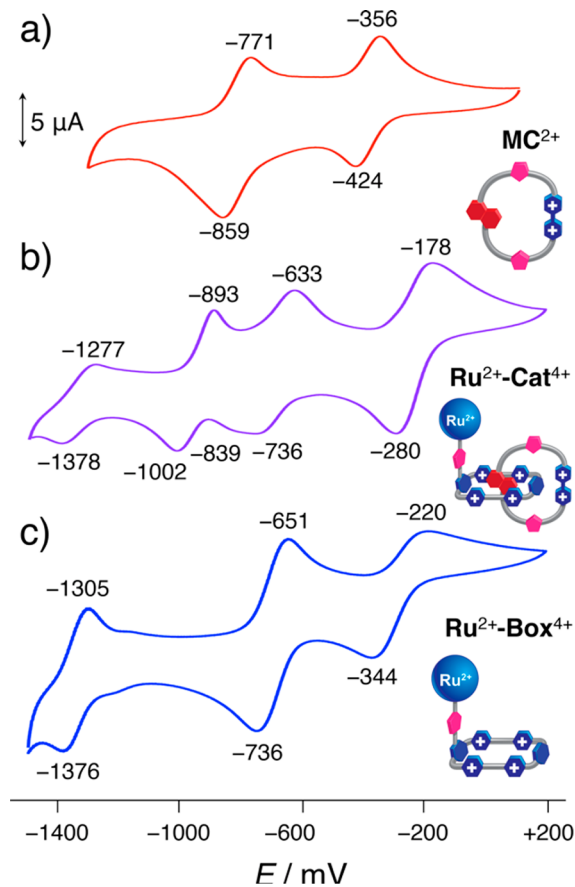 a)
−771
−356
5 μA
MC2+
−859
−424
b)
−893
−633
−178
−1277
Ru2+-Cat4+
Ru2+
−1378
−1002
−839
−736
−280
c)
−651
−220
−1305
Ru2+-Box4+
Ru2+
−344
−736
−1376
−1400 −1000 −600 −200 +200
E / mV